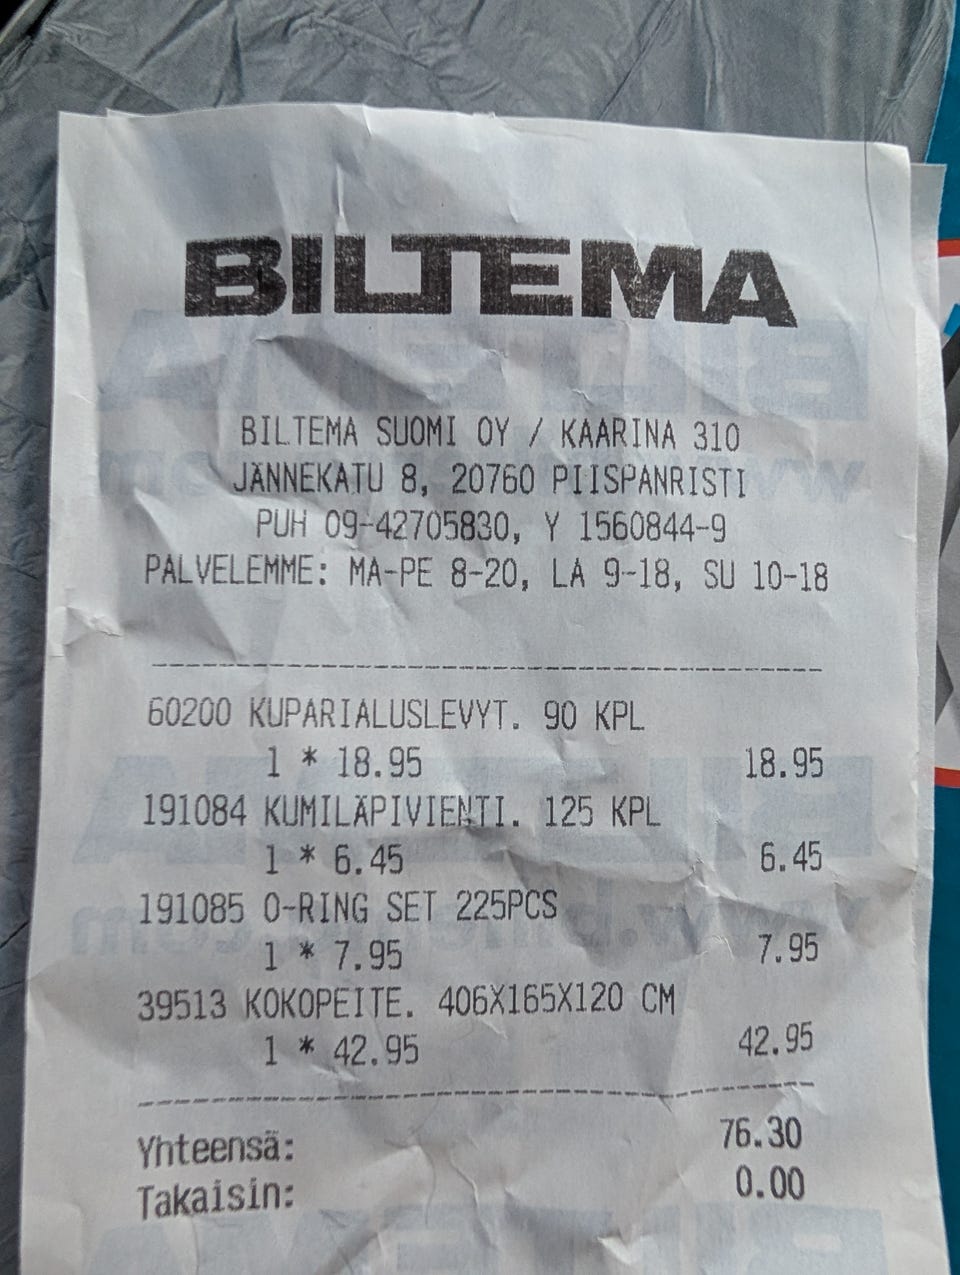 BILTEMA
BILTEMA SUOMI OY / KAARINA 310
JÄNNEKATU 8, 20760 PIISPANRISTI
PUH 09-42705830, Y 1560844-9
PALVELEMME: MA-PE 8-20, LA 9-18, SU 10-18
60200 KUPARIALUSLEVYT. 90 KPL
1 * 18.95 18.95
191084 KUMILÄPIVIENTI. 125 KPL
1 * 6.45 6.45
191085 O-RING SET 225PCS
1 * 7.95 7.95
39513 KOKOPEITE. 406X165X120 CM
1 * 42.95 42.95
Yhteensä: 76.30
Takaisin: 0.00